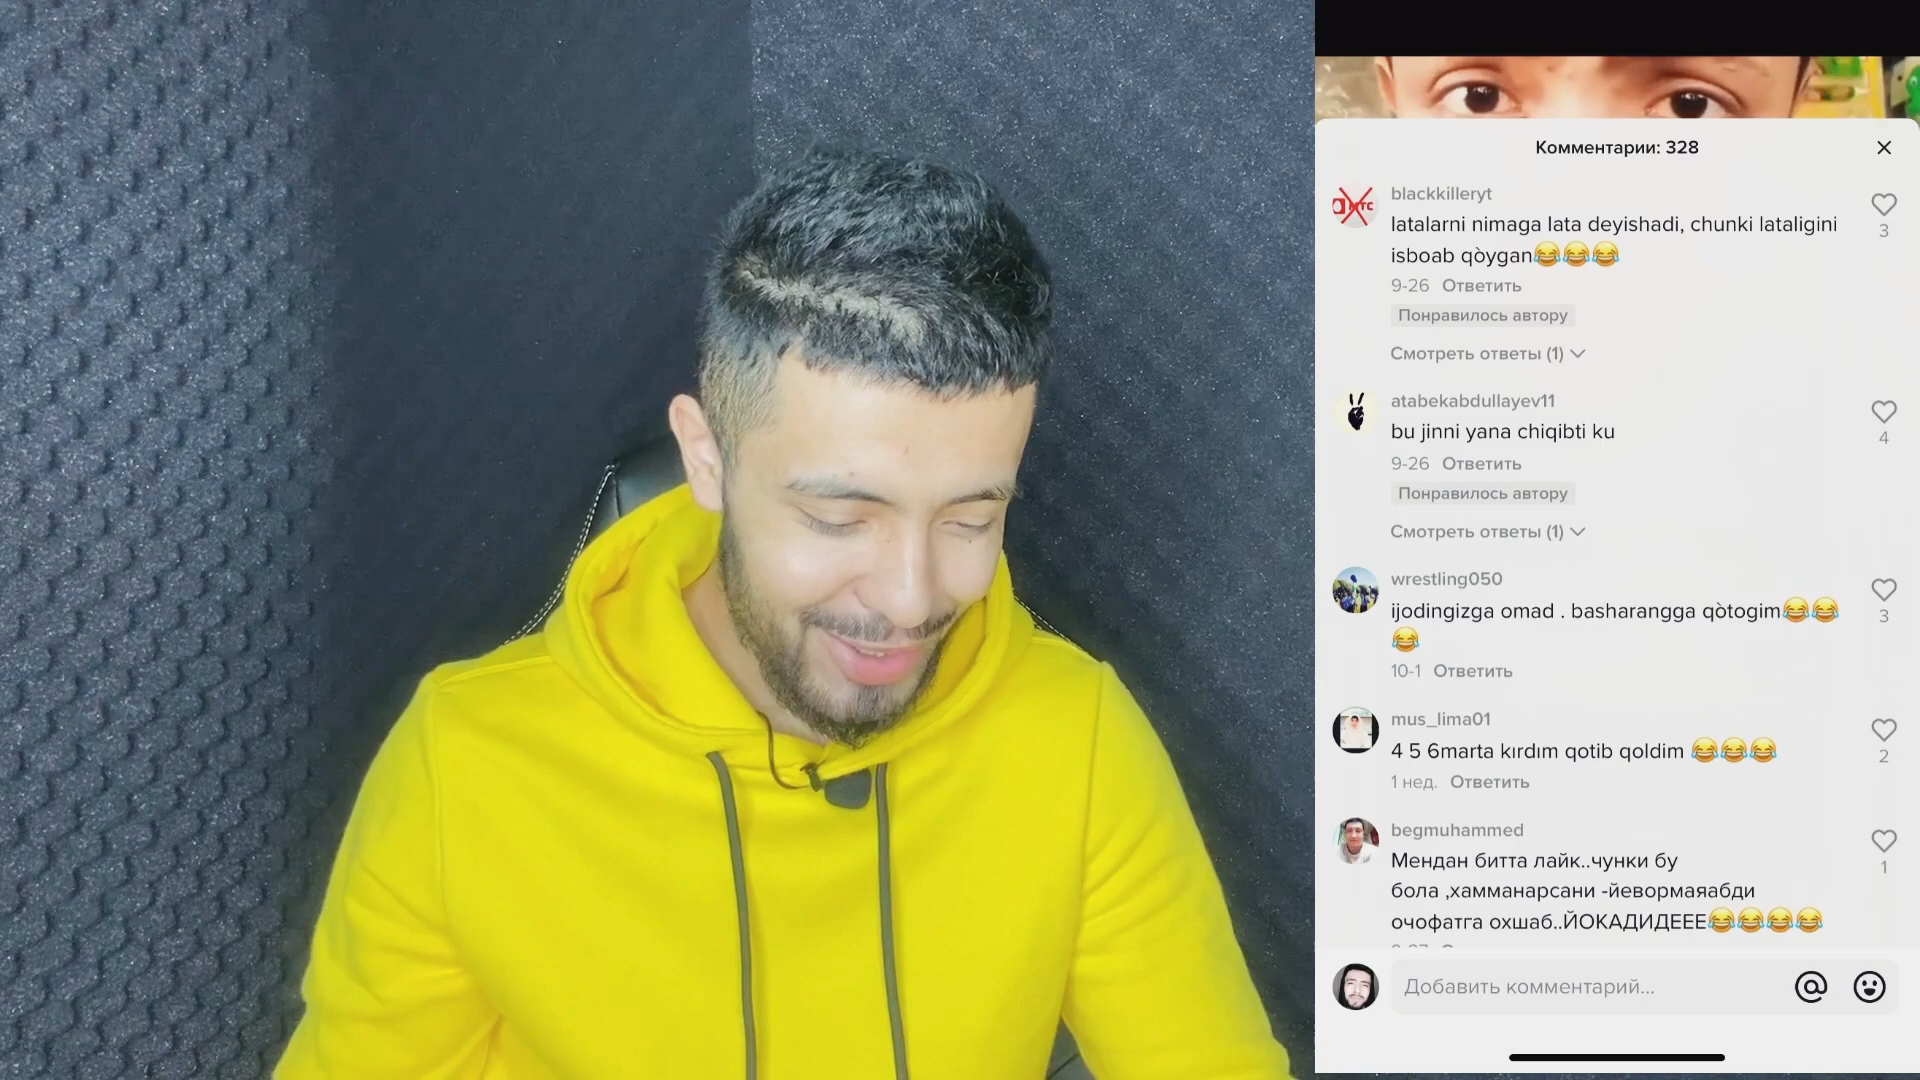 Комментарии: 328
blackkilleryt
latalarni nimaga lata deyishadi, chunki lataligini
isboab qòygan😂😂😂
3
9-26 Ответить
Понравилось автору
Смотреть ответы (1)
atabekabdullayev11
bu jinni yana chiqibti ku
4
9-26 Ответить
Понравилось автору
Смотреть ответы (1)
wrestling050
ijodingizga omad . basharangga qòtogim😂😂
😂
3
10-1 Ответить
mus_lima01
4 5 6marta kırdım qotib qoldim 😂😂😂
2
1 нед. Ответить
begmuhammed
Мендан битта лайк..чунки бу
бола ,хамманарсани -йевормаяабди
очофатга охшаб..ЙОКАДИДЕЕЕ😂😂😂😂
1
Добавить комментарий...